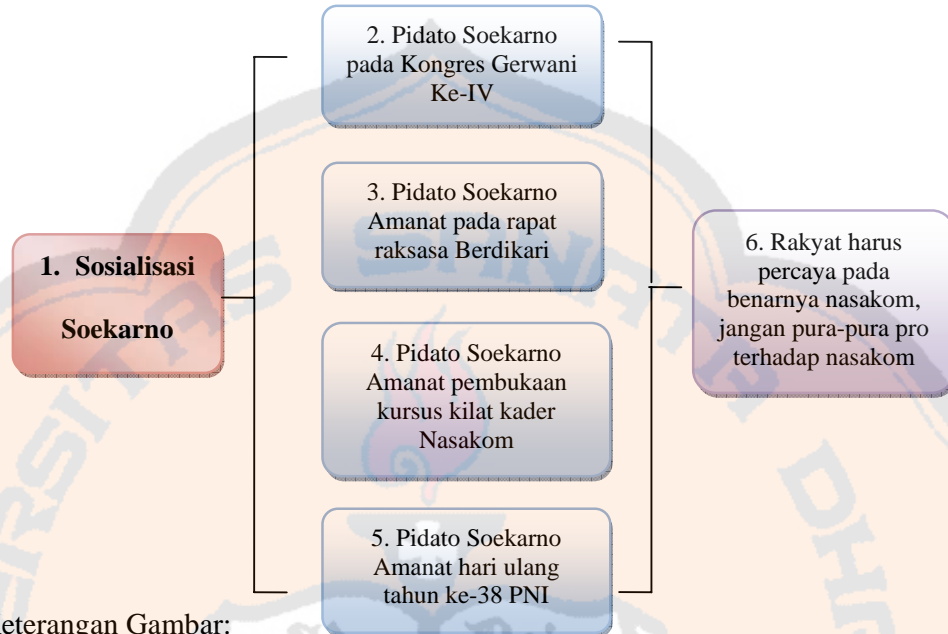 2. Pidato Soekarno
pada Kongres Gerwani
Ke-IV
3. Pidato Soekarno
Amanat pada rapat
raksasa Berdikari
1. Sosialisasi
Soekarno
4. Pidato Soekarno
Amanat pembukaan
kursus kilat kader
Nasakom
5. Pidato Soekarno
Amanat hari ulang
tahun ke-38 PNI
6. Rakyat harus
percaya pada
benarnya nasakom,
jangan pura-pura pro
terhadap nasakom
eterangan Gambar: